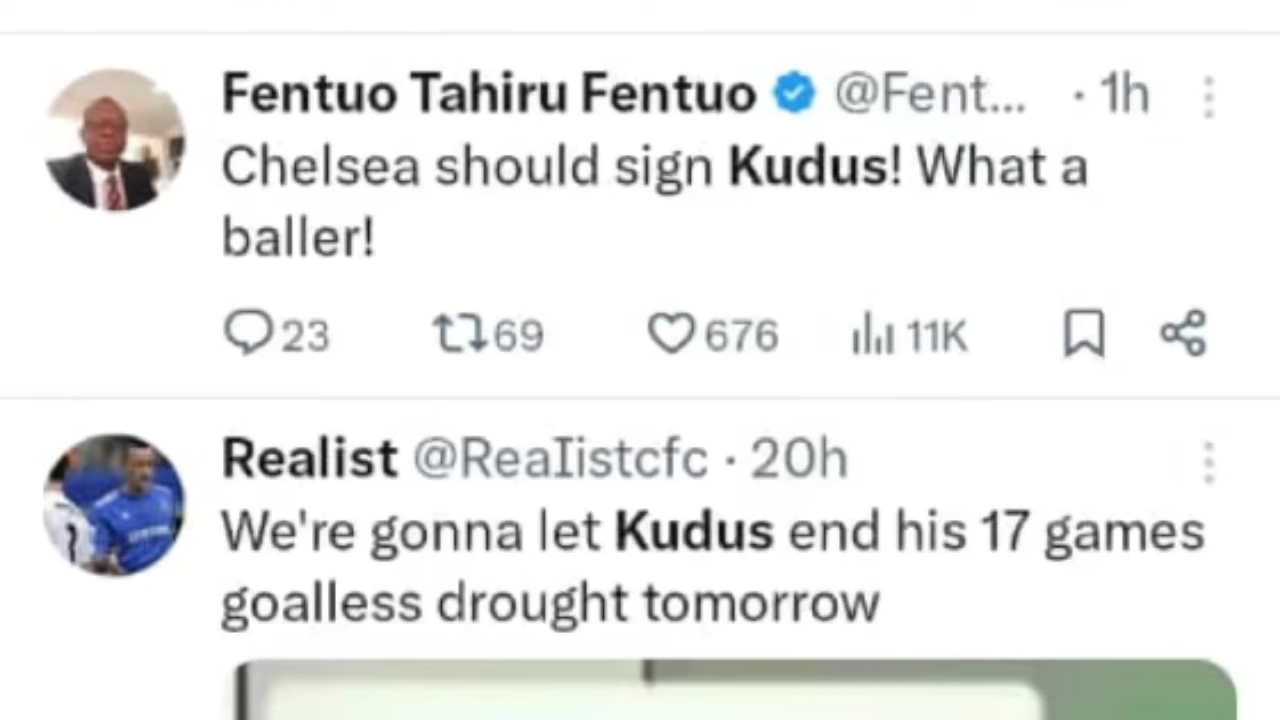 Fentuo Tahiru Fentuo @Fent... · 1h
Chelsea should sign Kudus! What a
baller!
23 69 676 11K
Realist @ReaIistcfc · 20h
We're gonna let Kudus end his 17 games
goalless drought tomorrow